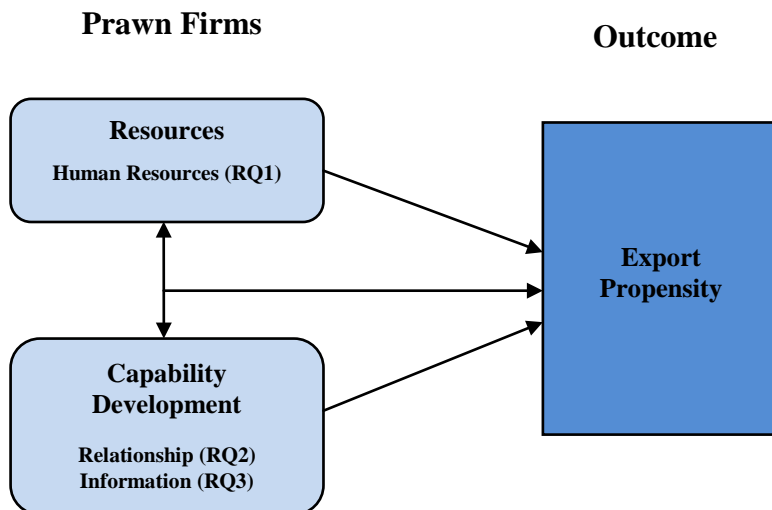 Prawn Firms
Outcome
Resources
Human Resources (RQ1)
Export
Propensity
Capability
Development
Relationship (RQ2)
Information (RQ3)